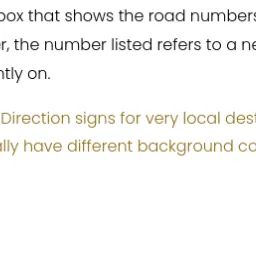 box that shows the road numbers
r, the number listed refers to a ne
ntly on.
Direction signs for very local dest
ally have different background co